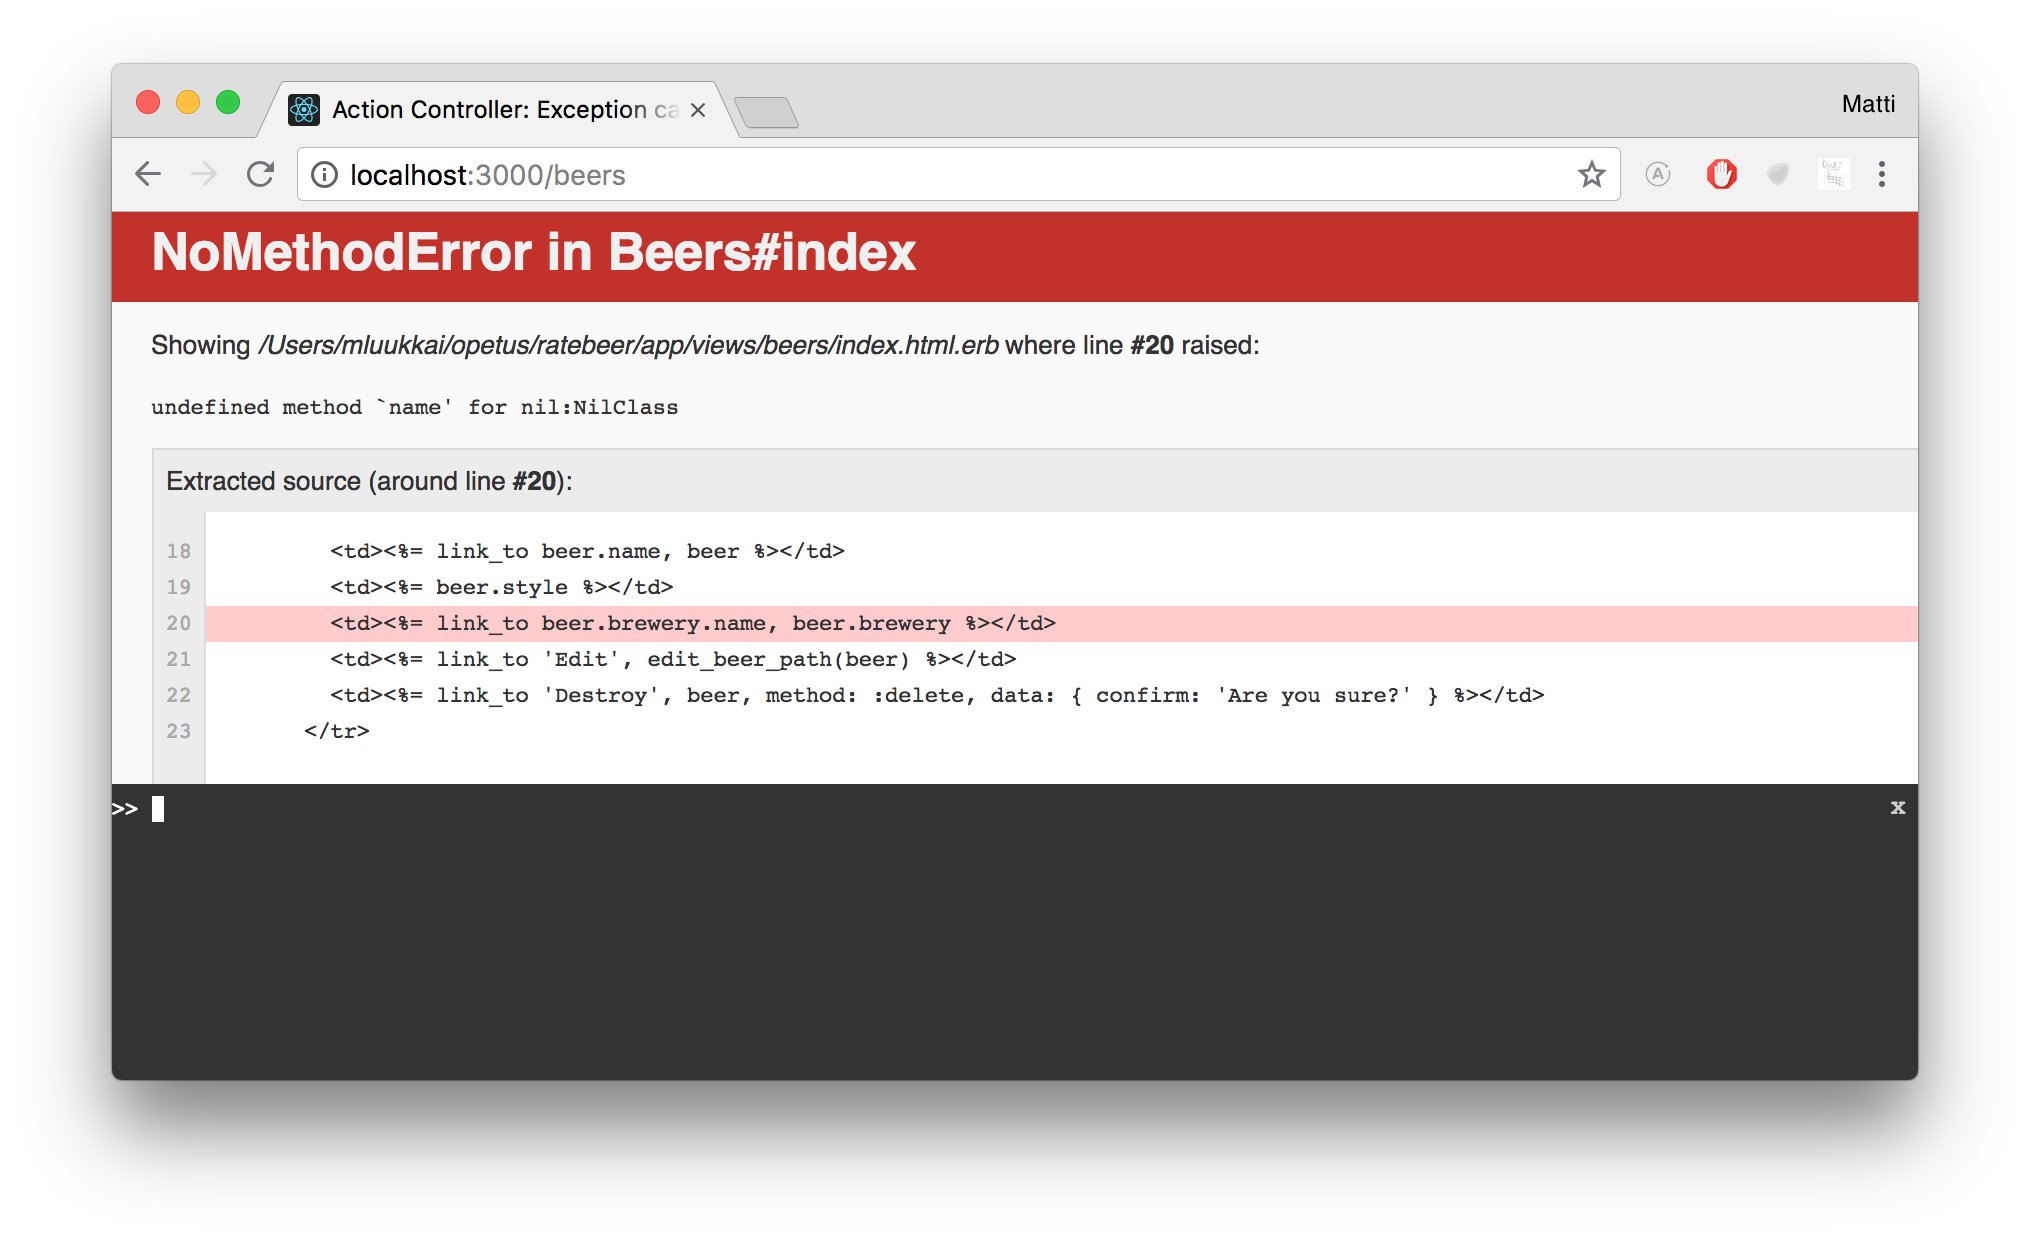 Action Controller: Exception ca
Matti
localhost:3000/beers
NoMethodError in Beers#index
Showing /Users/mluukkai/opetus/ratebeer/app/views/beers/index.html.erb where line #20 raised:
undefined method `name' for nil:NilClass
Extracted source (around line #20):
18 <td><%= link_to beer.name, beer %></td>
19 <td><%= beer.style %></td>
20 <td><%= link_to beer.brewery.name, beer.brewery %></td>
21 <td><%= link_to 'Edit', edit_beer_path(beer) %></td>
22 <td><%= link_to 'Destroy', beer, method: :delete, data: { confirm: 'Are you sure?' } %></td>
23 </tr>
>>
x